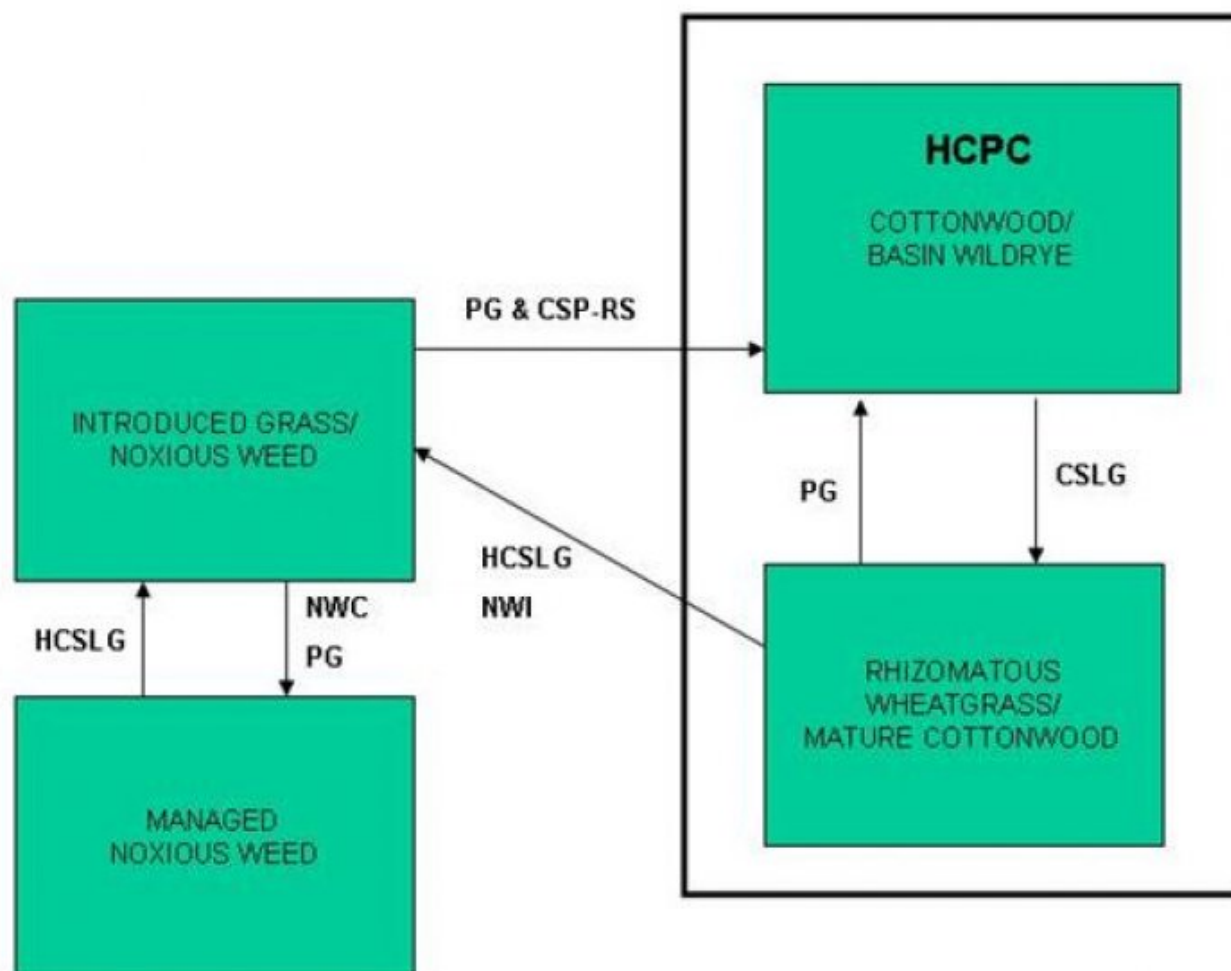 HCPC
COTTONWOOD/
BASIN WILDRYE
PG & CSP-RS
INTRODUCED GRASS/
NOXIOUS WEED
PG
CSLG
HCSLG
NWI
NWC
PG
HCSLG
RHIZOMATOUS
WHEATGRASS/
MATURE COTTONWOOD
MANAGED
NOXIOUS WEED